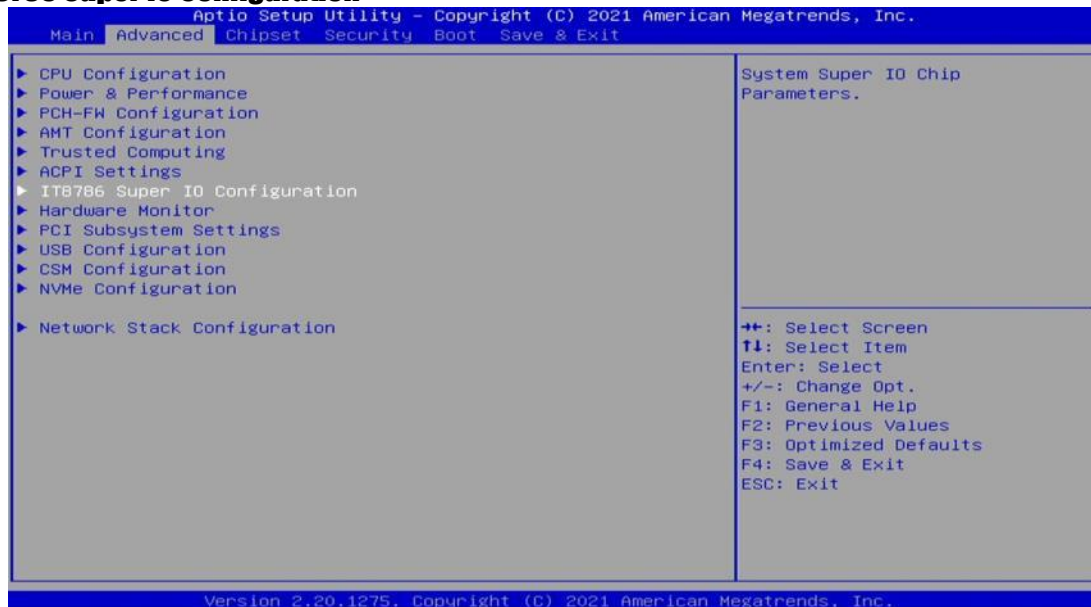 Super IO Configuration
Aptio Setup Utility – Copyright (C) 2021 American Megatrends, Inc.
Main Advanced Chipset Security Boot Save & Exit
► CPU Configuration
► Power & Performance
► PCH-FW Configuration
► AMT Configuration
► Trusted Computing
► ACPI Settings
► IT8786 Super IO Configuration
► Hardware Monitor
► PCI Subsystem Settings
► USB Configuration
► CSM Configuration
► NVMe Configuration
► Network Stack Configuration
System Super IO Chip
Parameters.
→←: Select Screen
↑↓: Select Item
Enter: Select
+/-: Change Opt.
F1: General Help
F2: Previous Values
F3: Optimized Defaults
F4: Save & Exit
ESC: Exit
Version 2.20.1275. Copyright (C) 2021 American Megatrends, Inc.